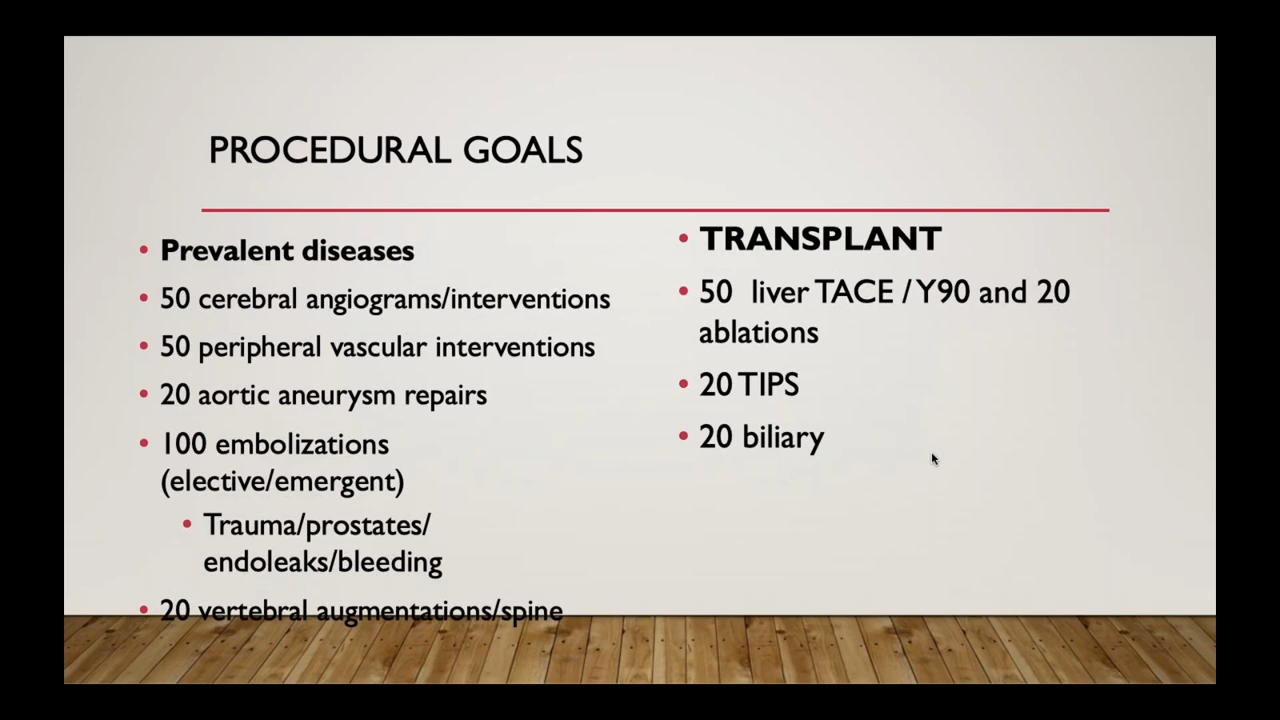 PROCEDURAL GOALS
Prevalent diseases
50 cerebral angiograms/interventions
50 peripheral vascular interventions
20 aortic aneurysm repairs
100 embolizations
(elective/emergent)
Trauma/prostates/
endoleaks/bleeding
20 vertebral augmentations/spine
TRANSPLANT
50 liver TACE / Y90 and 20
ablations
20 TIPS
20 biliary